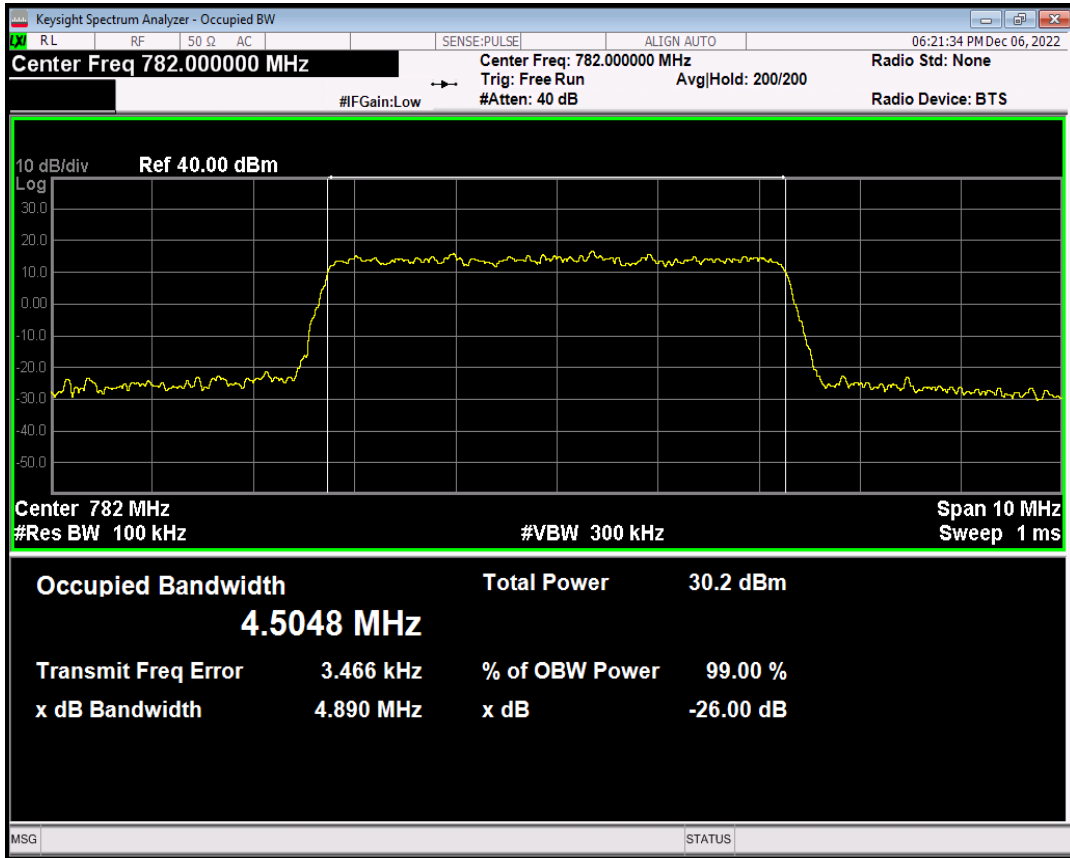 Keysight Spectrum Analyzer - Occupied BW
LXI RL RF 50 Ω AC SENSE:PULSE ALIGN AUTO 06:21:34 PM Dec 06, 2022
Center Freq 782.000000 MHz
Center Freq: 782.000000 MHz
Radio Std: None
Trig: Free Run Avg|Hold: 200/200
#IFGain:Low #Atten: 40 dB Radio Device: BTS
10 dB/div Ref 40.00 dBm
Log
30.0
20.0
10.0
0.00
-10.0
-20.0
-30.0
-40.0
-50.0
Center 782 MHz Span 10 MHz
#Res BW 100 kHz #VBW 300 kHz Sweep 1 ms
Occupied Bandwidth Total Power 30.2 dBm
4.5048 MHz
Transmit Freq Error 3.466 kHz % of OBW Power 99.00 %
x dB Bandwidth 4.890 MHz x dB -26.00 dB
MSG STATUS